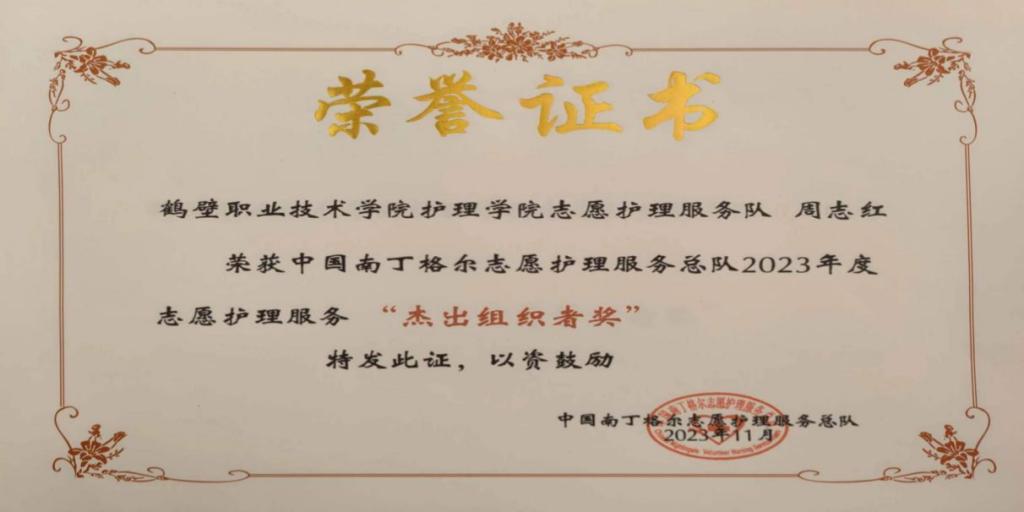 荣誉证书
鹤壁职业技术学院护理学院志愿护理服务队 周志红
荣获中国南丁格尔志愿护理服务总队2023年度
志愿护理服务 “杰出组织者奖”
特发此证，以资鼓励
中国南丁格尔志愿护理服务总队
2023年11月